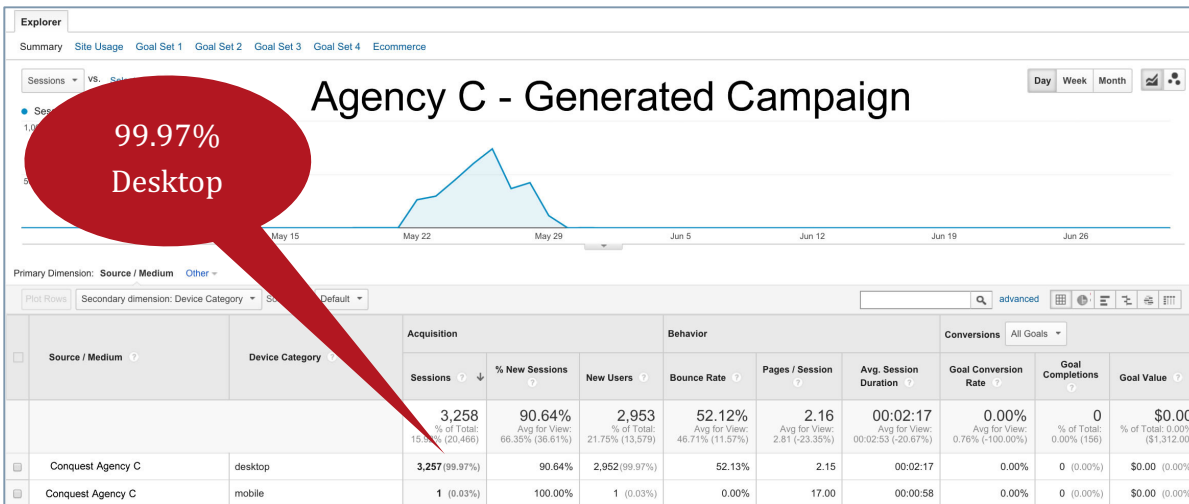 Explorer
Summary Site Usage Goal Set 1 Goal Set 2 Goal Set 3 Goal Set 4 Ecommerce
Sessions VS. Day Week Month
Agency C - Generated Campaign
99.97%
Desktop
May 15 May 22 May 29 Jun 5 Jun 12 Jun 19 Jun 26
Primary Dimension: Source / Medium Other
Plot Rows Secondary dimension: Device Category Default advanced
Acquisition Behavior Conversions All Goals
Source / Medium Device Category Sessions % New Sessions New Users Bounce Rate Pages / Session Avg. Session Duration Goal Conversion Rate Goal Completions Goal Value
3,258 90.64% 2,953 52.12% 2.16 00:02:17 0.00% 0 $0.00
% of Total: Avg for View: % of Total: Avg for View: Avg for View: Avg for View: Avg for View: % of Total: % of Total: 0.00%
(20,466) 66.35% (36.61%) 21.75% (13,579) 46.71% (11.57%) 2.81 (-23.35%) 00:02:53 (-20.67%) 0.76% (-100.00%) 0.00% (156) ($1,312.00
Conquest Agency C desktop 3,257 (99.97%) 90.64% 2,952 (99.97%) 52.13% 2.15 00:02:17 0.00% 0 (0.00%) $0.00 (0.00%
Conquest Agency C mobile 1 (0.03%) 100.00% 1 (0.03%) 0.00% 17.00 00:00:58 0.00% 0 (0.00%) $0.00 (0.00%